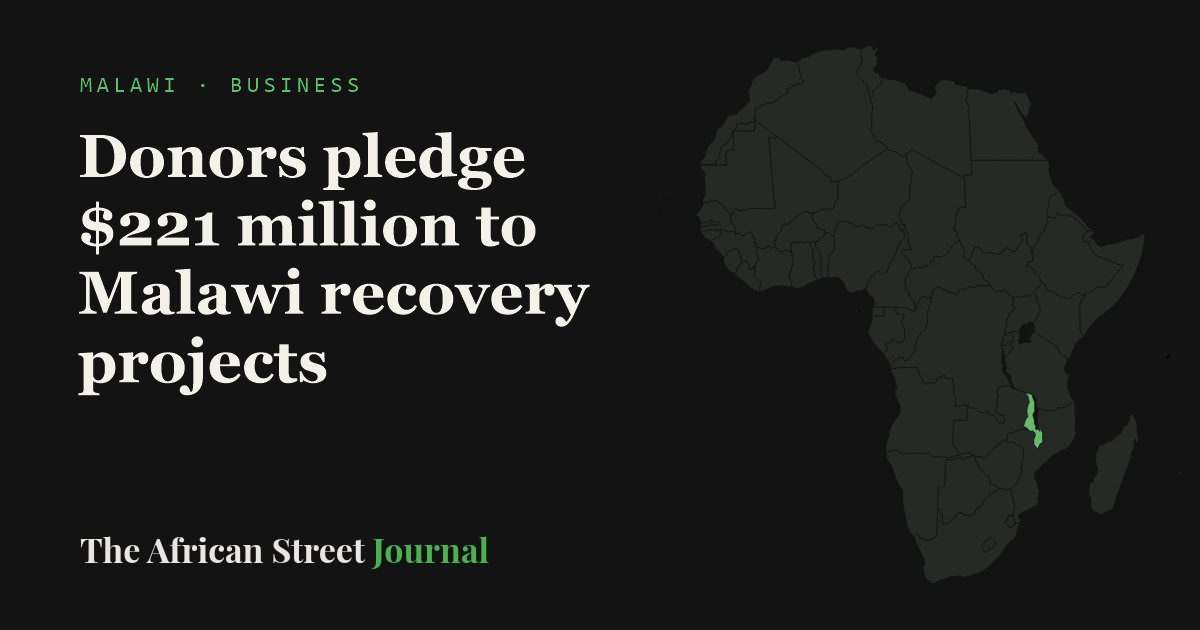 MALAWI · BUSINESS
Donors pledge
$221 million to
Malawi recovery
projects
The African Street Journal